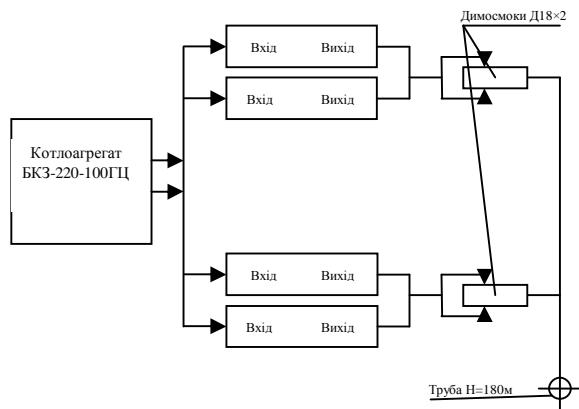 Димосмоки Д18×2
Вхід Вихід
Вхід Вихід
Котлоагрегат
БКЗ-220-100ГЦ
Вхід Вихід
Вхід Вихід
Труба Н=180м